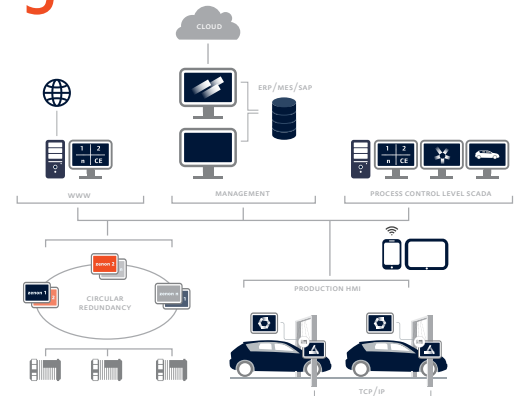 CLOUD
ERP/MES/SAP
1 2
n CE
1 2
n CE
WWW
MANAGEMENT
PROCESS CONTROL LEVEL SCADA
zenon 2
zenon 1
zenon n
1
CIRCULAR
REDUNDANCY
PRODUCTION HMI
TCP/IP